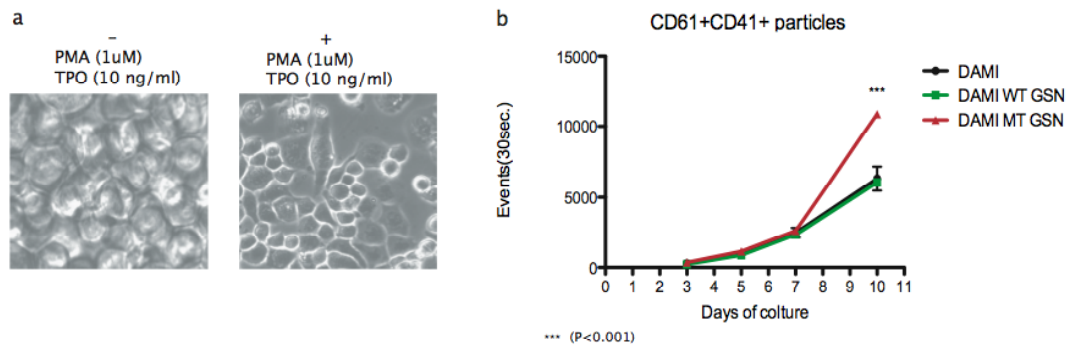 a
–
PMA (1uM)
TPO (10 ng/ml)
+
PMA (1uM)
TPO (10 ng/ml)
b
CD61+CD41+ particles
Events(30sec.)
15000
10000
5000
0
0 1 2 3 4 5 6 7 8 9 10 11
Days of colture
***
DAMI
DAMI WT GSN
DAMI MT GSN
*** (P<0.001)